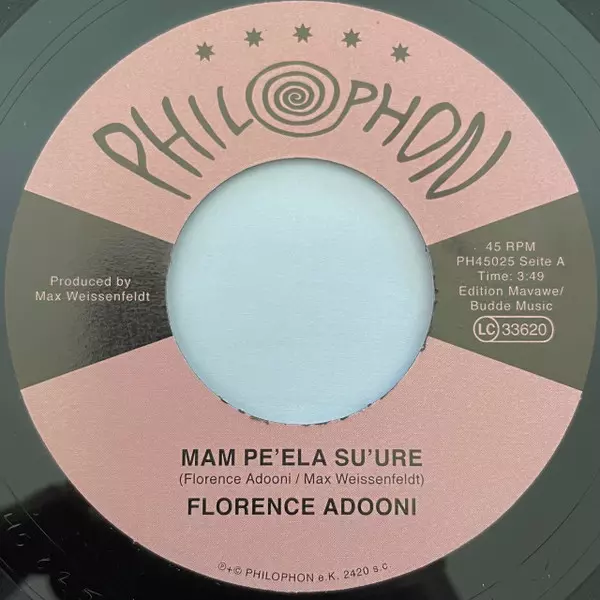 PHILOPHON
45 RPM
PH45025 Seite A
Time: 3:49
Edition Mavawe/
Budde Music
LC 33620
Produced by
Max Weissenfeldt
MAM PE'ELA SU'URE
(Florence Adooni / Max Weissenfeldt)
FLORENCE ADOONI
℗+© PHILOPHON e.K. 2420 s.c